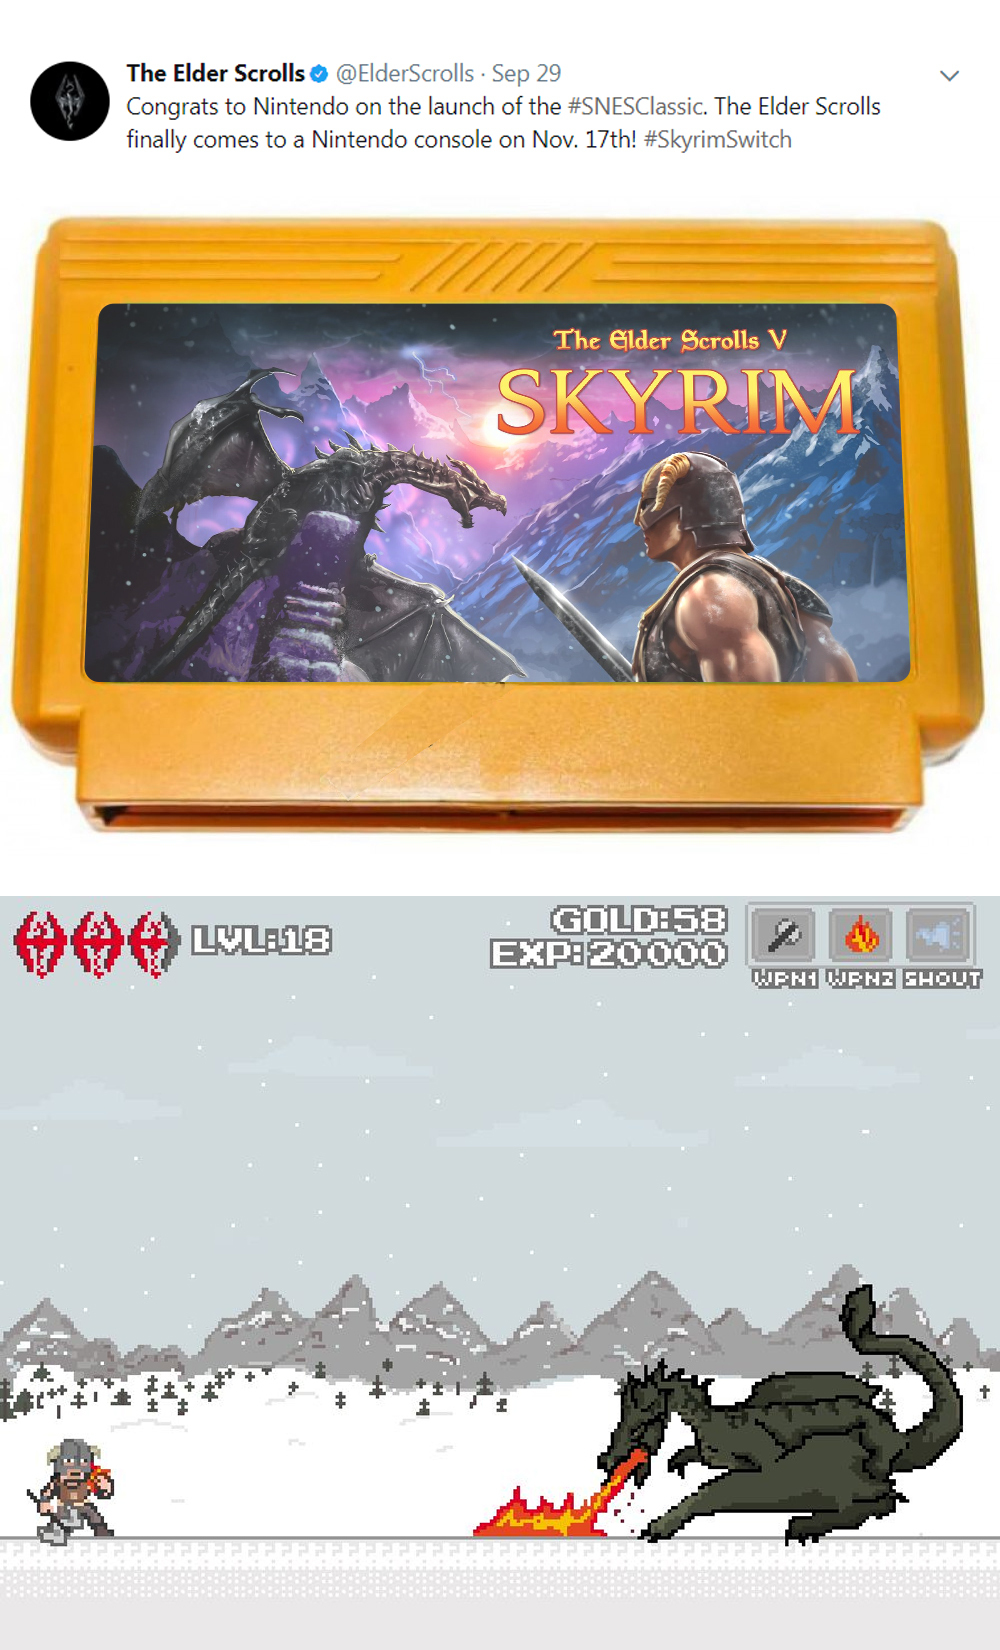 The Elder Scrolls @ElderScrolls · Sep 29
Congrats to Nintendo on the launch of the #SNESClassic. The Elder Scrolls
finally comes to a Nintendo console on Nov. 17th! #SkyrimSwitch
The Elder Scrolls V
SKYRIM
LVL:18
GOLD:58
EXP:20000
WPN1 WPN2 SHOUT